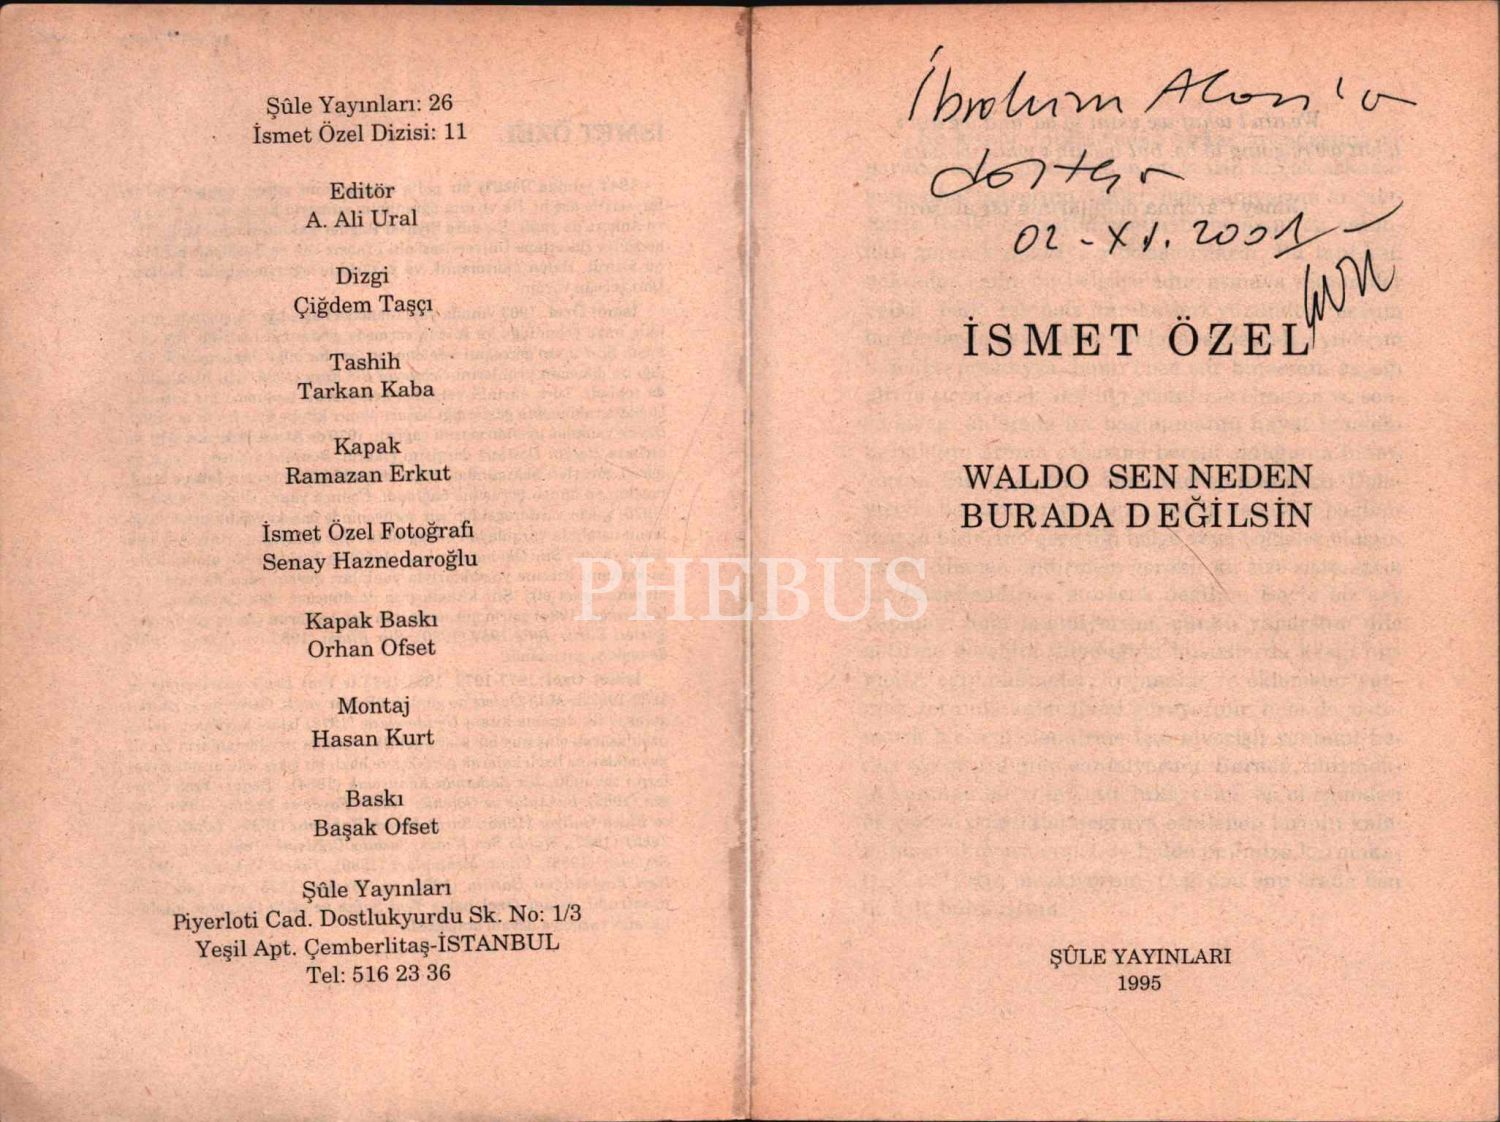 Şûle Yayınları: 26
İsmet Özel Dizisi: 11
Editör
A. Ali Ural
Dizgi
Çiğdem Taşçı
Tashih
Tarkan Kaba
Kapak
Ramazan Erkut
İsmet Özel Fotoğrafı
Senay Haznedaroğlu
Kapak Baskı
Orhan Ofset
Montaj
Hasan Kurt
Baskı
Başak Ofset
Şûle Yayınları
Piyerloti Cad. Dostlukyurdu Sk. No: 1/3
Yeşil Apt. Çemberlitaş-İSTANBUL
Tel: 516 23 36
İbrahim Alan'a
dostça
02-XI.2001
İSMET ÖZEL
WALDO SEN NEDEN
BURADA DEĞİLSİN
ŞÛLE YAYINLARI
1995
PHEBUS